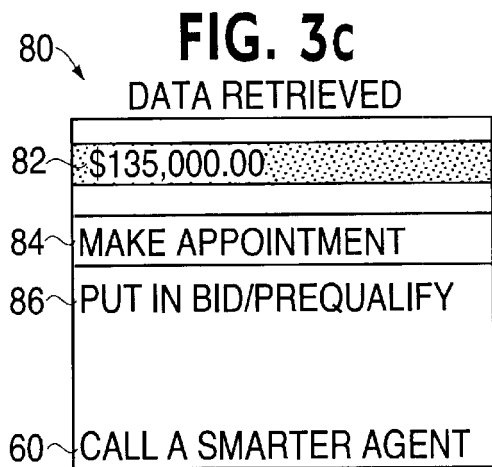 FIG. 3c
80
DATA RETRIEVED
82 $135,000.00
84 MAKE APPOINTMENT
86 PUT IN BID/PREQUALIFY
60 CALL A SMARTER AGENT